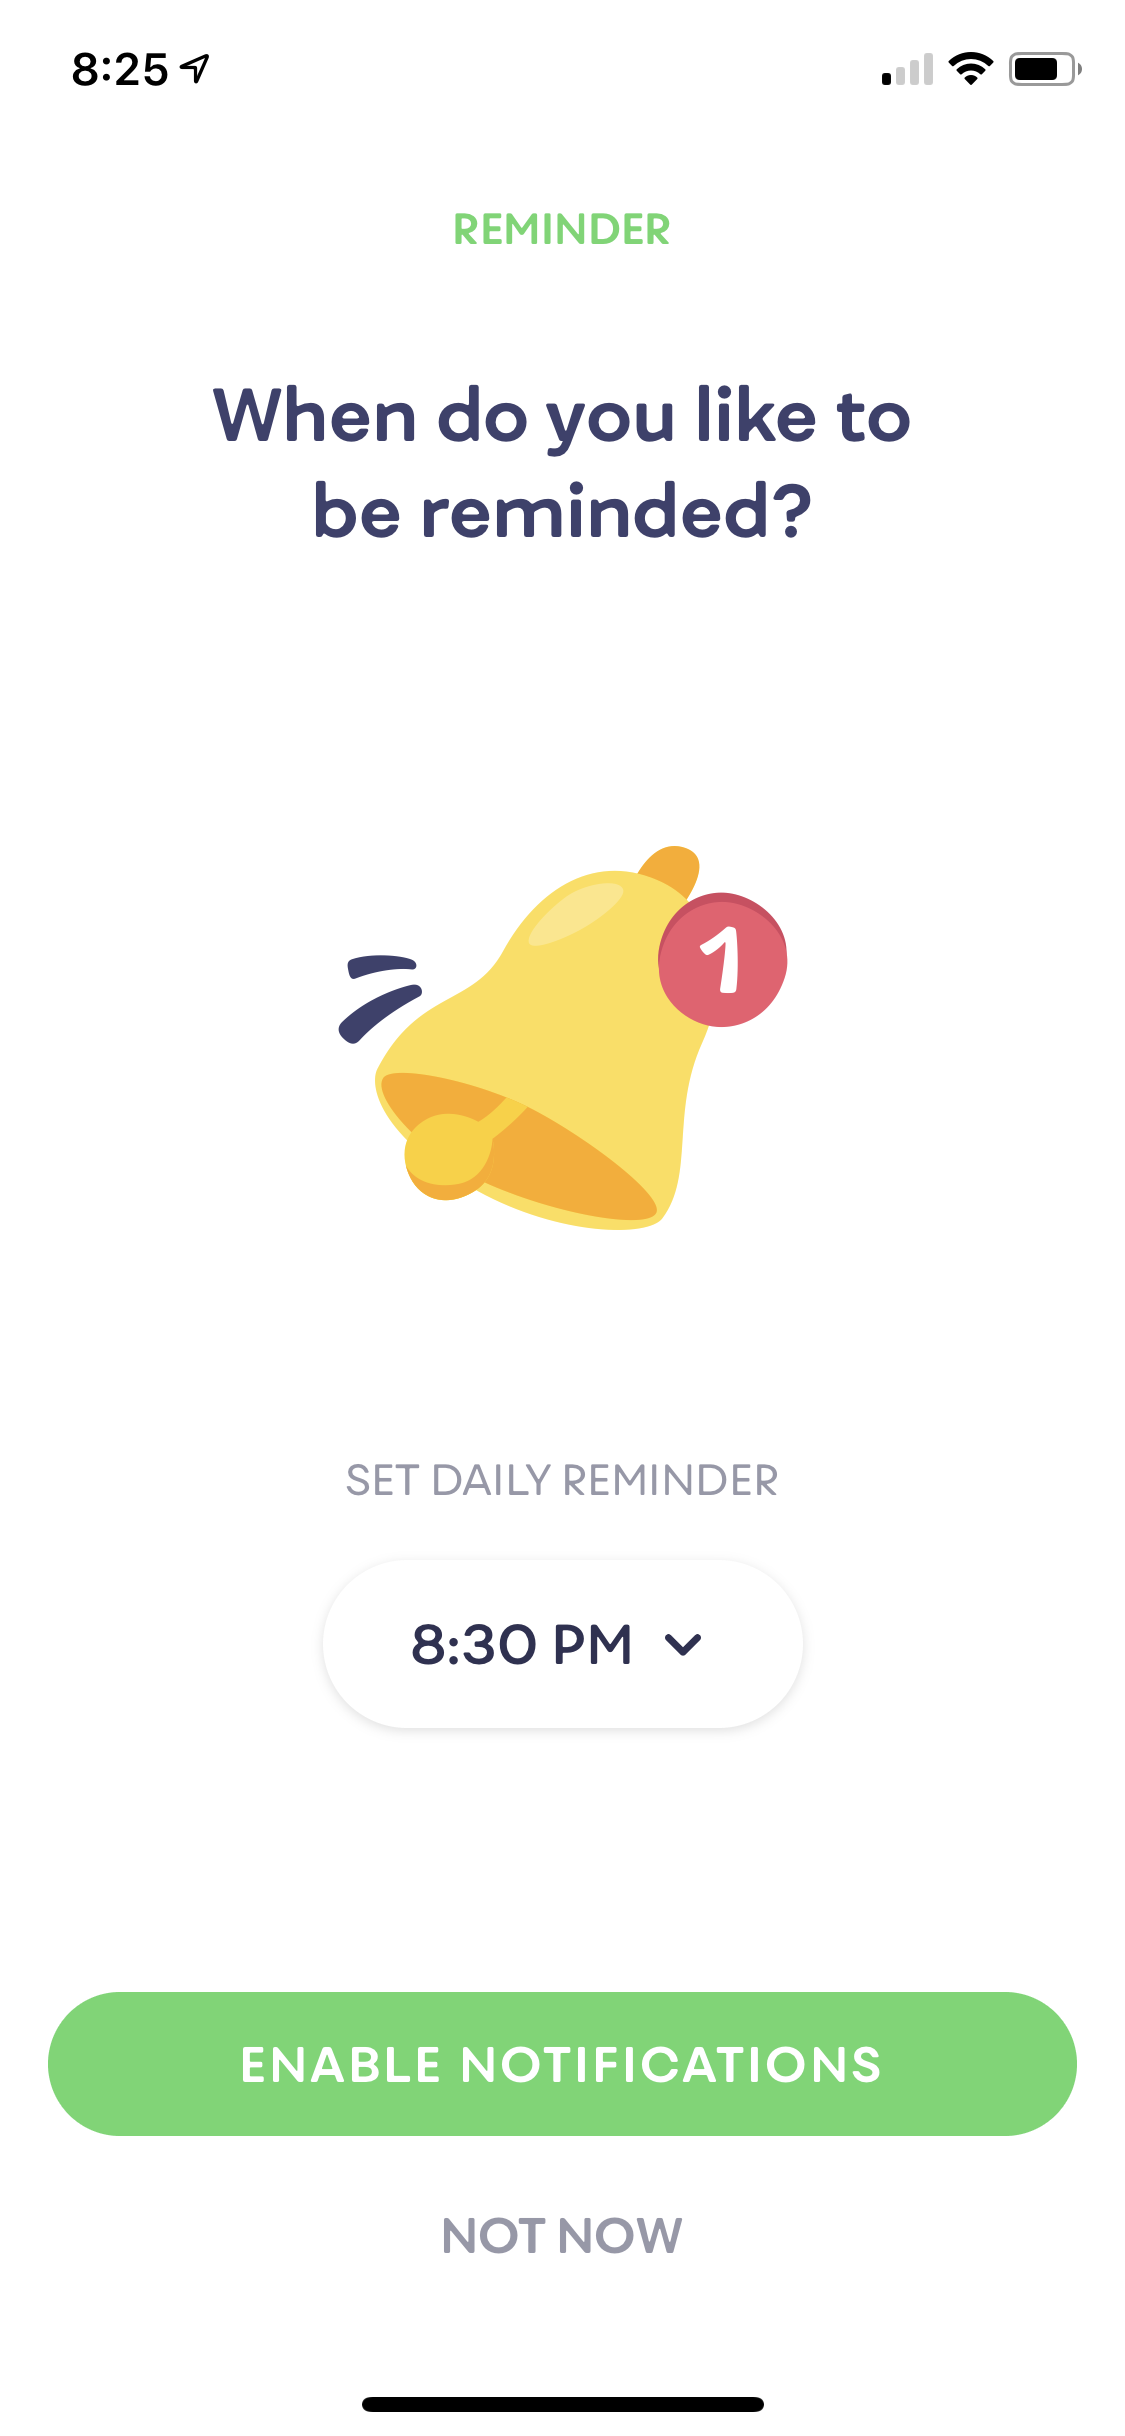 8:25
REMINDER
When do you like to
be reminded?
1
SET DAILY REMINDER
8:30 PM
ENABLE NOTIFICATIONS
NOT NOW